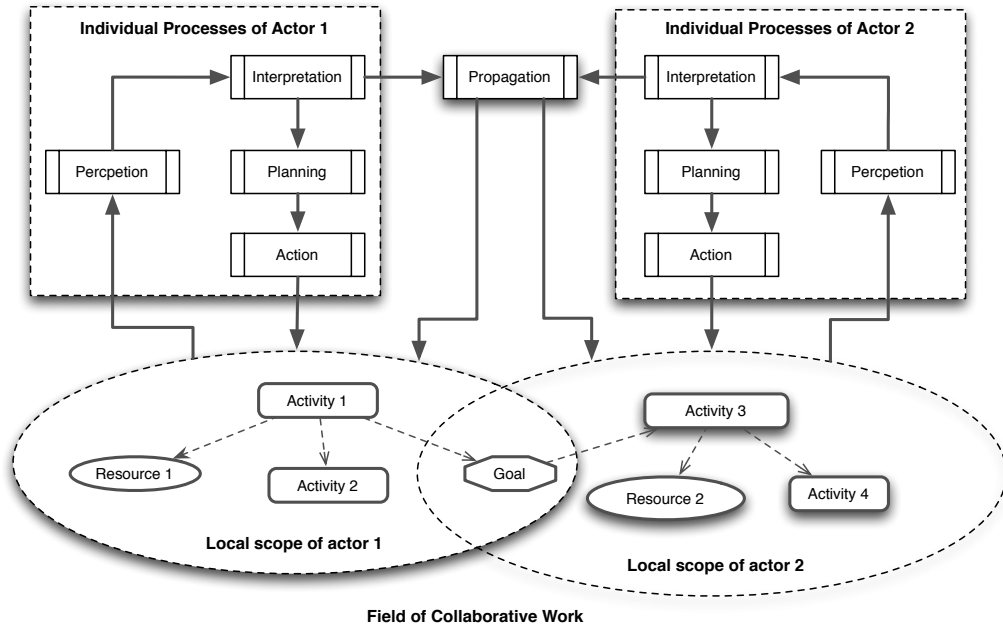 Individual Processes of Actor 1
Individual Processes of Actor 2
Interpretation
Propagation
Interpretation
Percpetion
Planning
Planning
Percpetion
Action
Action
Activity 1
Activity 3
Resource 1
Activity 2
Goal
Resource 2
Activity 4
Local scope of actor 1
Local scope of actor 2
Field of Collaborative Work